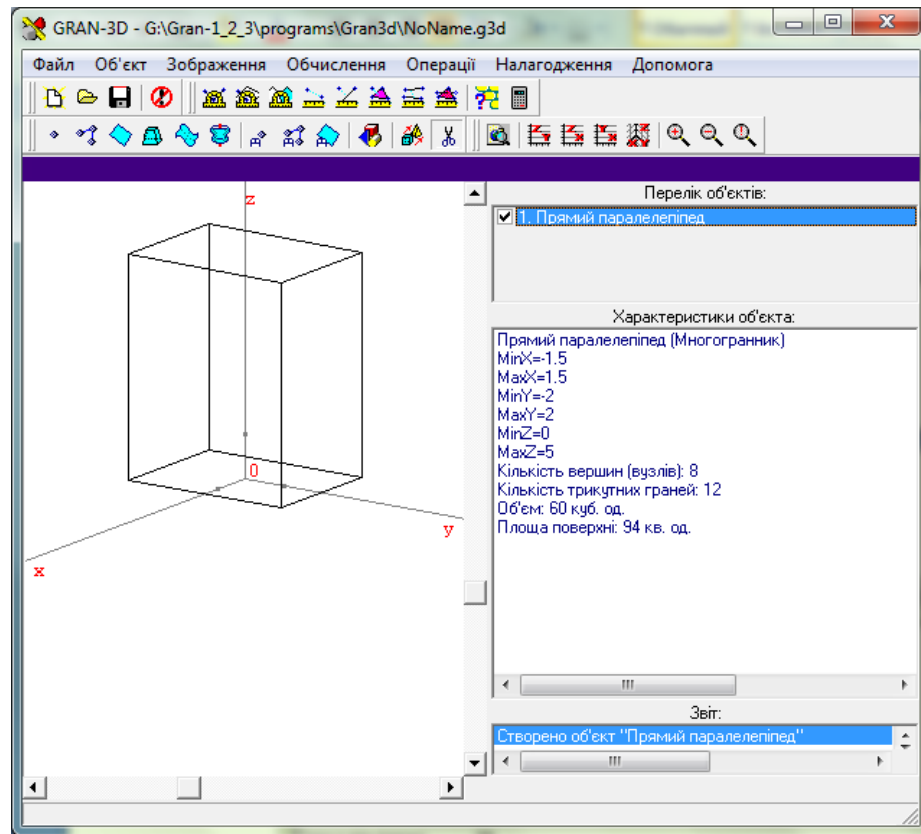 GRAN-3D - G:\Gran-1_2_3\programs\Gran3d\NoName.g3d
Файл Об'єкт Зображення Обчислення Операції Налагодження Допомога
Перелік об'єктів:
1. Прямий паралелепіпед
Характеристики об'єкта:
Прямий паралелепіпед (Многогранник)
MinX=-1.5
MaxX=1.5
MinY=-2
MaxY=2
MinZ=0
MaxZ=5
Кількість вершин (вузлів): 8
Кількість трикутних граней: 12
Об'єм: 60 куб. од.
Площа поверхні: 94 кв. од.
z
0
y
x
Звіт:
Створено об'єкт "Прямий паралелепіпед"